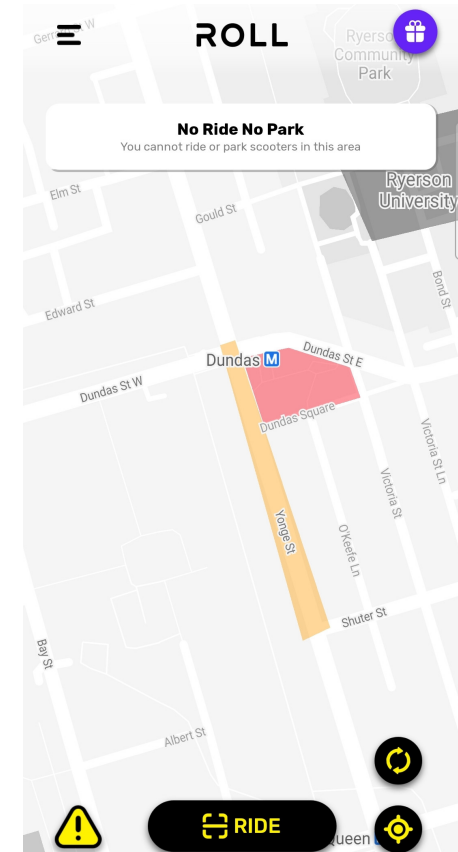 Gerrard St W
ROLL
Ryerson
Community
Park
No Ride No Park
You cannot ride or park scooters in this area
Ryerson
University
Elm St
Gould St
Bond St
Edward St
Dundas M
Dundas St E
Dundas St W
Dundas Square
Victoria St Ln
Victoria St
Yonge St
O'Keefe Ln
Shuter St
Bay St
Albert St
RIDE
Queen